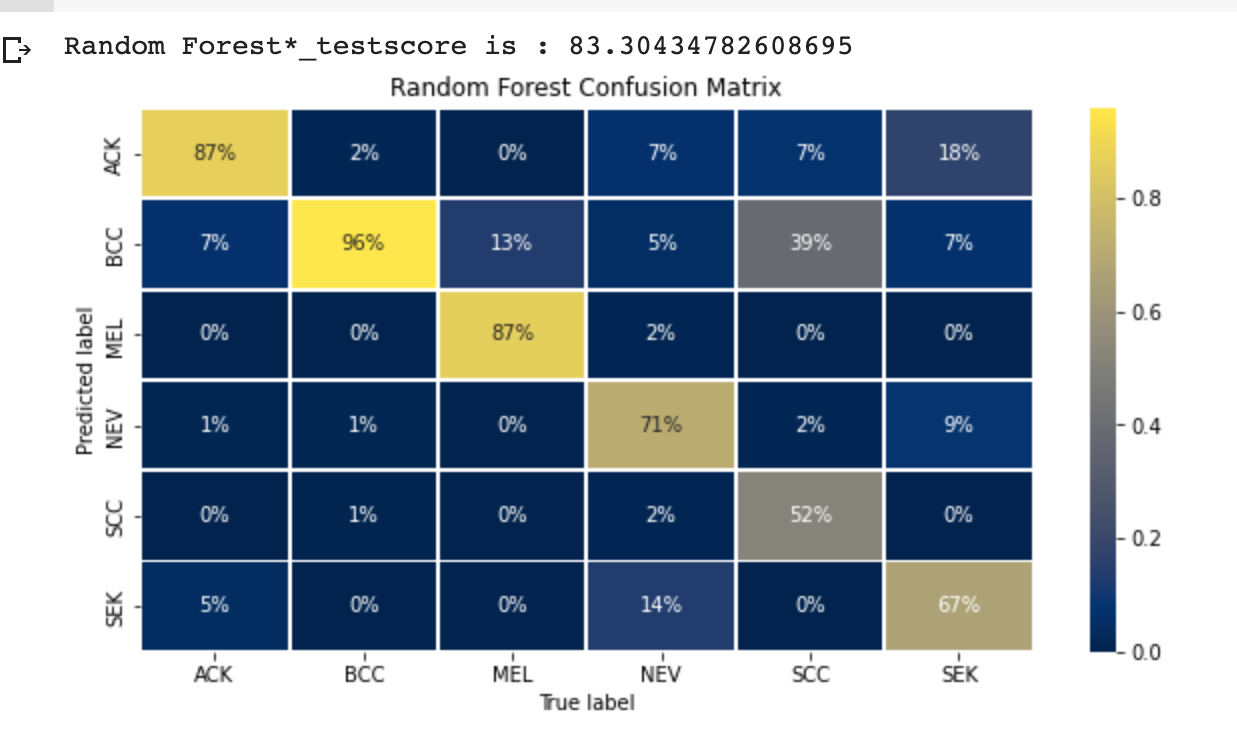 Random Forest*_testscore is : 83.30434782608695
Random Forest Confusion Matrix
ACK 87% 2% 0% 7% 7% 18%
BCC 7% 96% 13% 5% 39% 7%
MEL 0% 0% 87% 2% 0% 0%
NEV 1% 1% 0% 71% 2% 9%
SCC 0% 1% 0% 2% 52% 0%
SEK 5% 0% 0% 14% 0% 67%
Predicted label
ACK BCC MEL NEV SCC SEK
True label
0.8
0.6
0.4
0.2
0.0